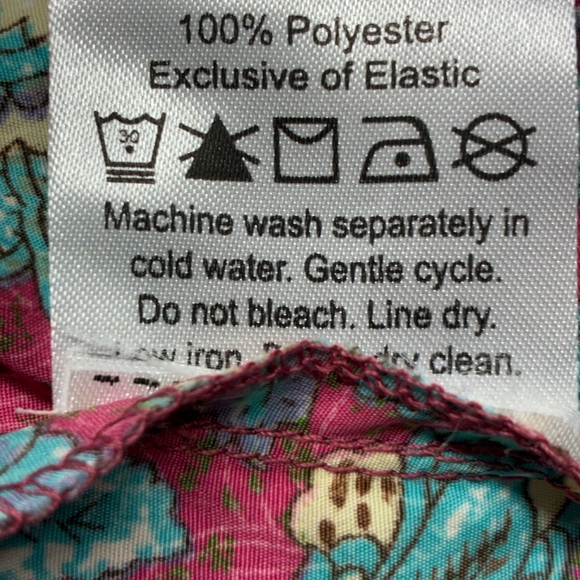 100% Polyester
Exclusive of Elastic
30
Machine wash separately in
cold water. Gentle cycle.
Do not bleach. Line dry.
Low iron. dry clean.